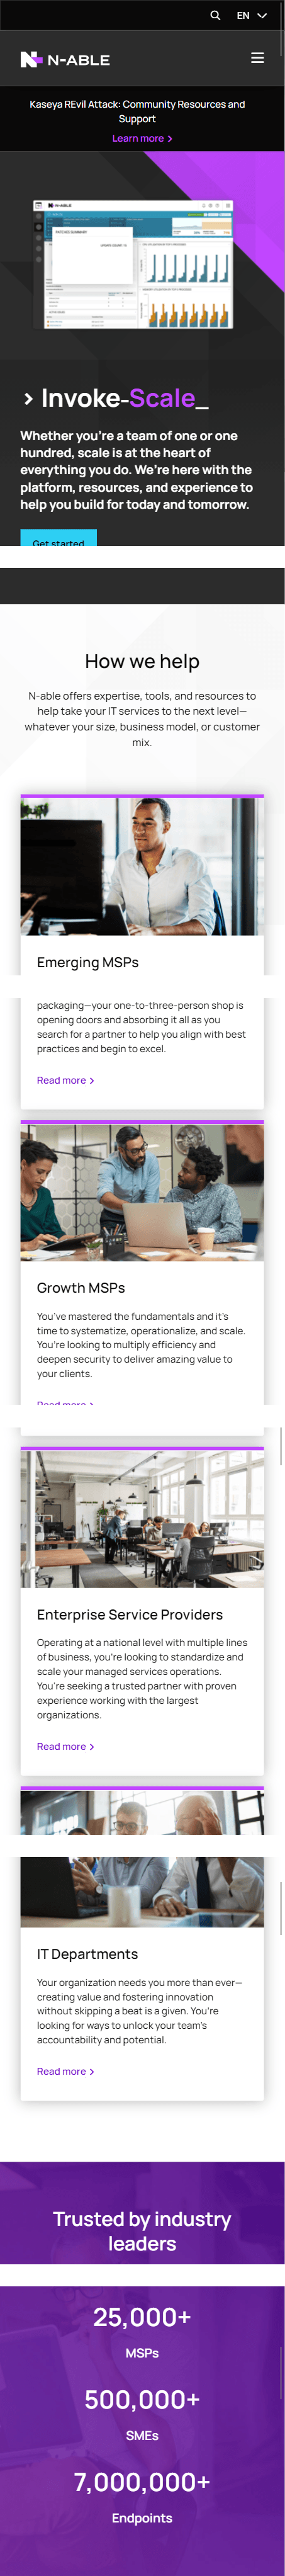 EN
N-ABLE
Kaseya REvil Attack: Community Resources and
Support
Learn more >
N-ABLE
> Invoke-Scale_
Whether you're a team of one or one
hundred, scale is at the heart of
everything you do. We're here with the
platform, resources, and experience to
help you build for today and tomorrow.
Get started
How we help
N-able offers expertise, tools, and resources to
help take your IT services to the next level—
whatever your size, business model, or customer
mix.
Emerging MSPs
packaging—your one-to-three-person shop is
opening doors and absorbing it all as you
search for a partner to help you align with best
practices and begin to excel.
Read more >
Growth MSPs
You've mastered the fundamentals and it's
time to systematize, operationalize, and scale.
You're looking to multiply efficiency and
deepen security to deliver amazing value to
your clients.
Read more >
Enterprise Service Providers
Operating at a national level with multiple lines
of business, you're looking to standardize and
scale your managed services operations.
You're seeking a trusted partner with proven
experience working with the largest
organizations.
Read more >
IT Departments
Your organization needs you more than ever—
creating value and fostering innovation
without skipping a beat is a given. You're
looking for ways to unlock your team's
accountability and potential.
Read more >
Trusted by industry
leaders
25,000+
MSPs
500,000+
SMEs
7,000,000+
Endpoints